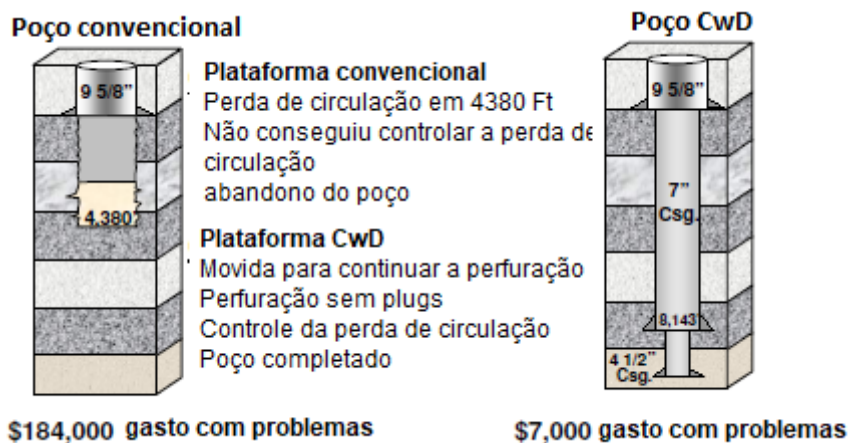 Poço convencional
Poço CwD
9 5/8”
4,380
Plataforma convencional
Perda de circulação em 4380 Ft
Não conseguiu controlar a perda de
circulação
abandono do poço
Plataforma CwD
Movida para continuar a perfuração
Perfuração sem plugs
Controle da perda de circulação
Poço completado
9 5/8”
7”
Csg.
8,143
4 1/2”
Csg.
$184,000 gasto com problemas
$7,000 gasto com problemas